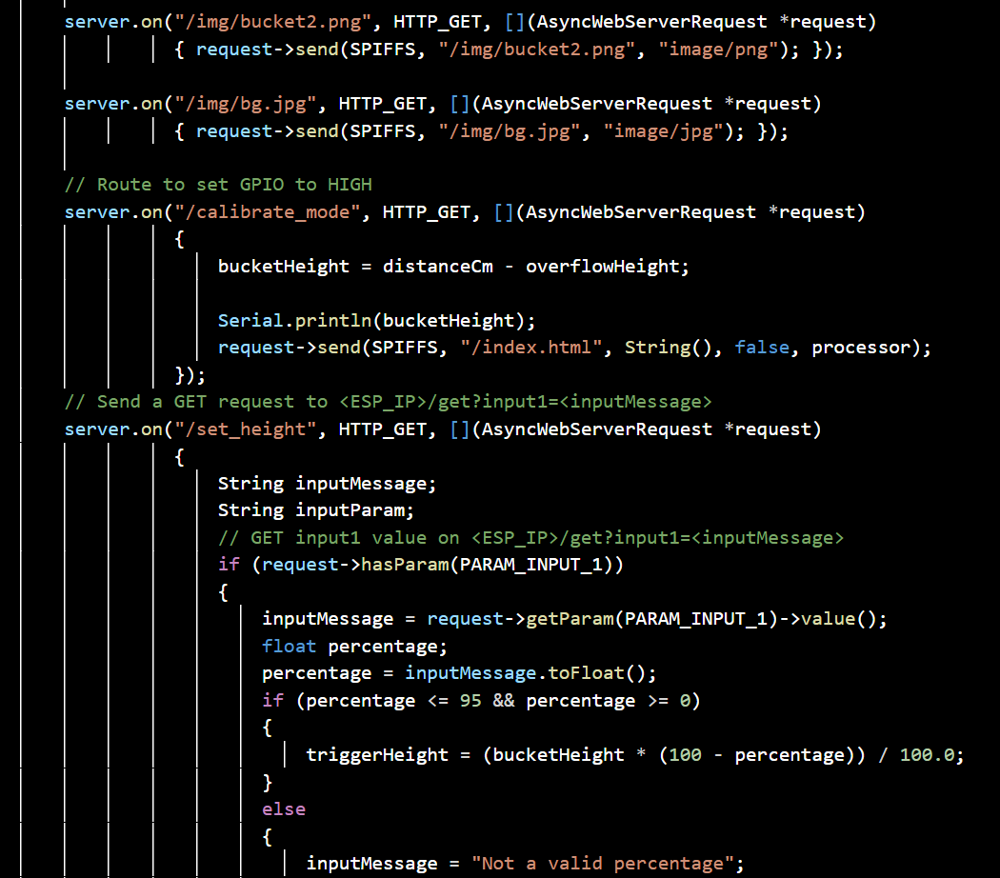 server.on("/img/bucket2.png", HTTP_GET, [](AsyncWebServerRequest *request)
{ request->send(SPIFFS, "/img/bucket2.png", "image/png"); });
server.on("/img/bg.jpg", HTTP_GET, [](AsyncWebServerRequest *request)
{ request->send(SPIFFS, "/img/bg.jpg", "image/jpg"); });
// Route to set GPIO to HIGH
server.on("/calibrate_mode", HTTP_GET, [](AsyncWebServerRequest *request)
{
bucketHeight = distanceCm - overflowHeight;
Serial.println(bucketHeight);
request->send(SPIFFS, "/index.html", String(), false, processor);
});
// Send a GET request to <ESP_IP>/get?input1=<inputMessage>
server.on("/set_height", HTTP_GET, [](AsyncWebServerRequest *request)
{
String inputMessage;
String inputParam;
// GET input1 value on <ESP_IP>/get?input1=<inputMessage>
if (request->hasParam(PARAM_INPUT_1))
{
inputMessage = request->getParam(PARAM_INPUT_1)->value();
float percentage;
percentage = inputMessage.toFloat();
if (percentage <= 95 && percentage >= 0)
{
triggerHeight = (bucketHeight * (100 - percentage)) / 100.0;
}
else
{
inputMessage = "Not a valid percentage";